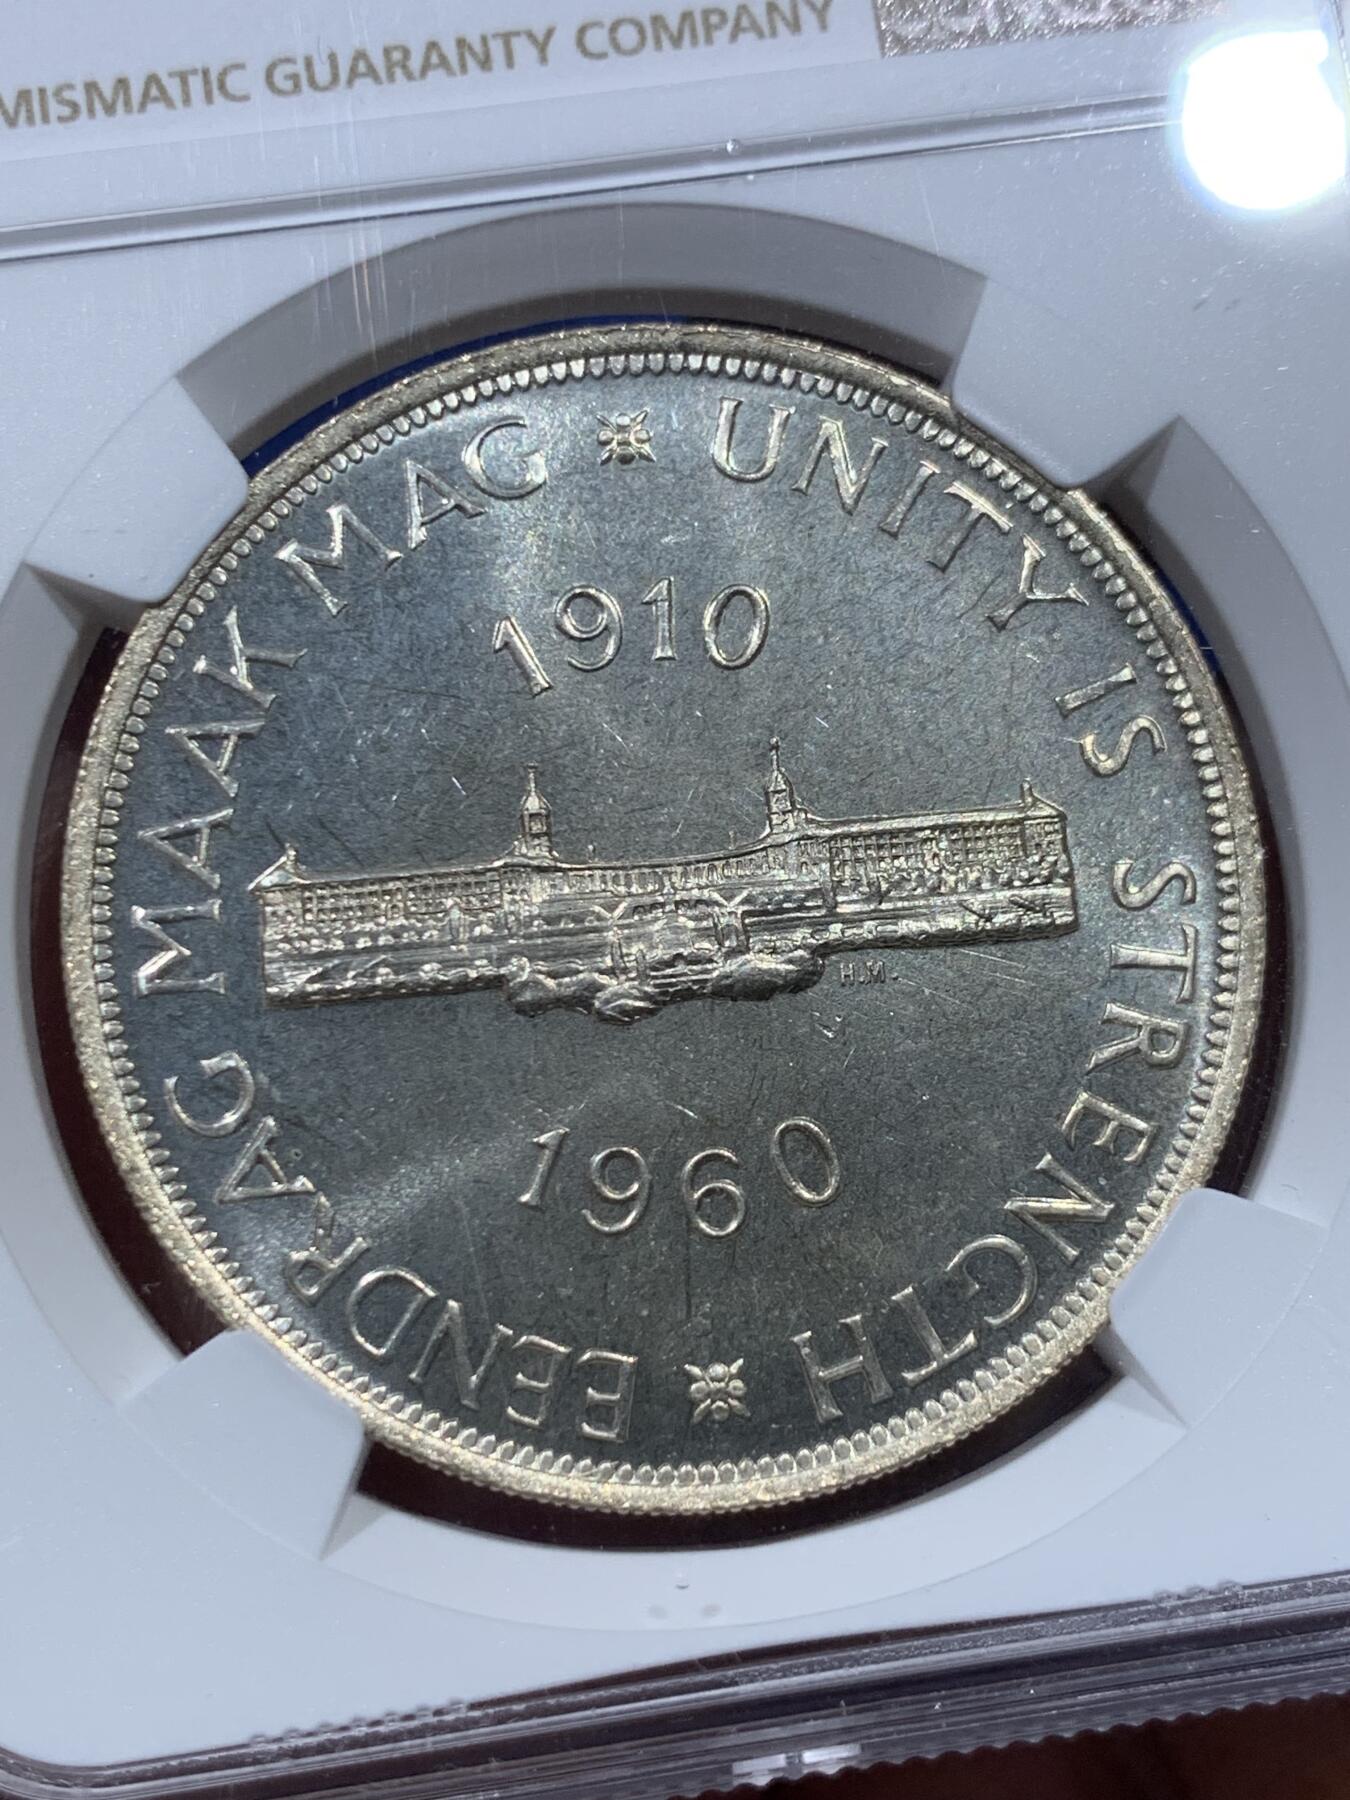 MISMATIC GUARANTY COMPANY
UNITY IS STRENGTH
EENDRAG MAAK MAG
1910
H.M.
1960